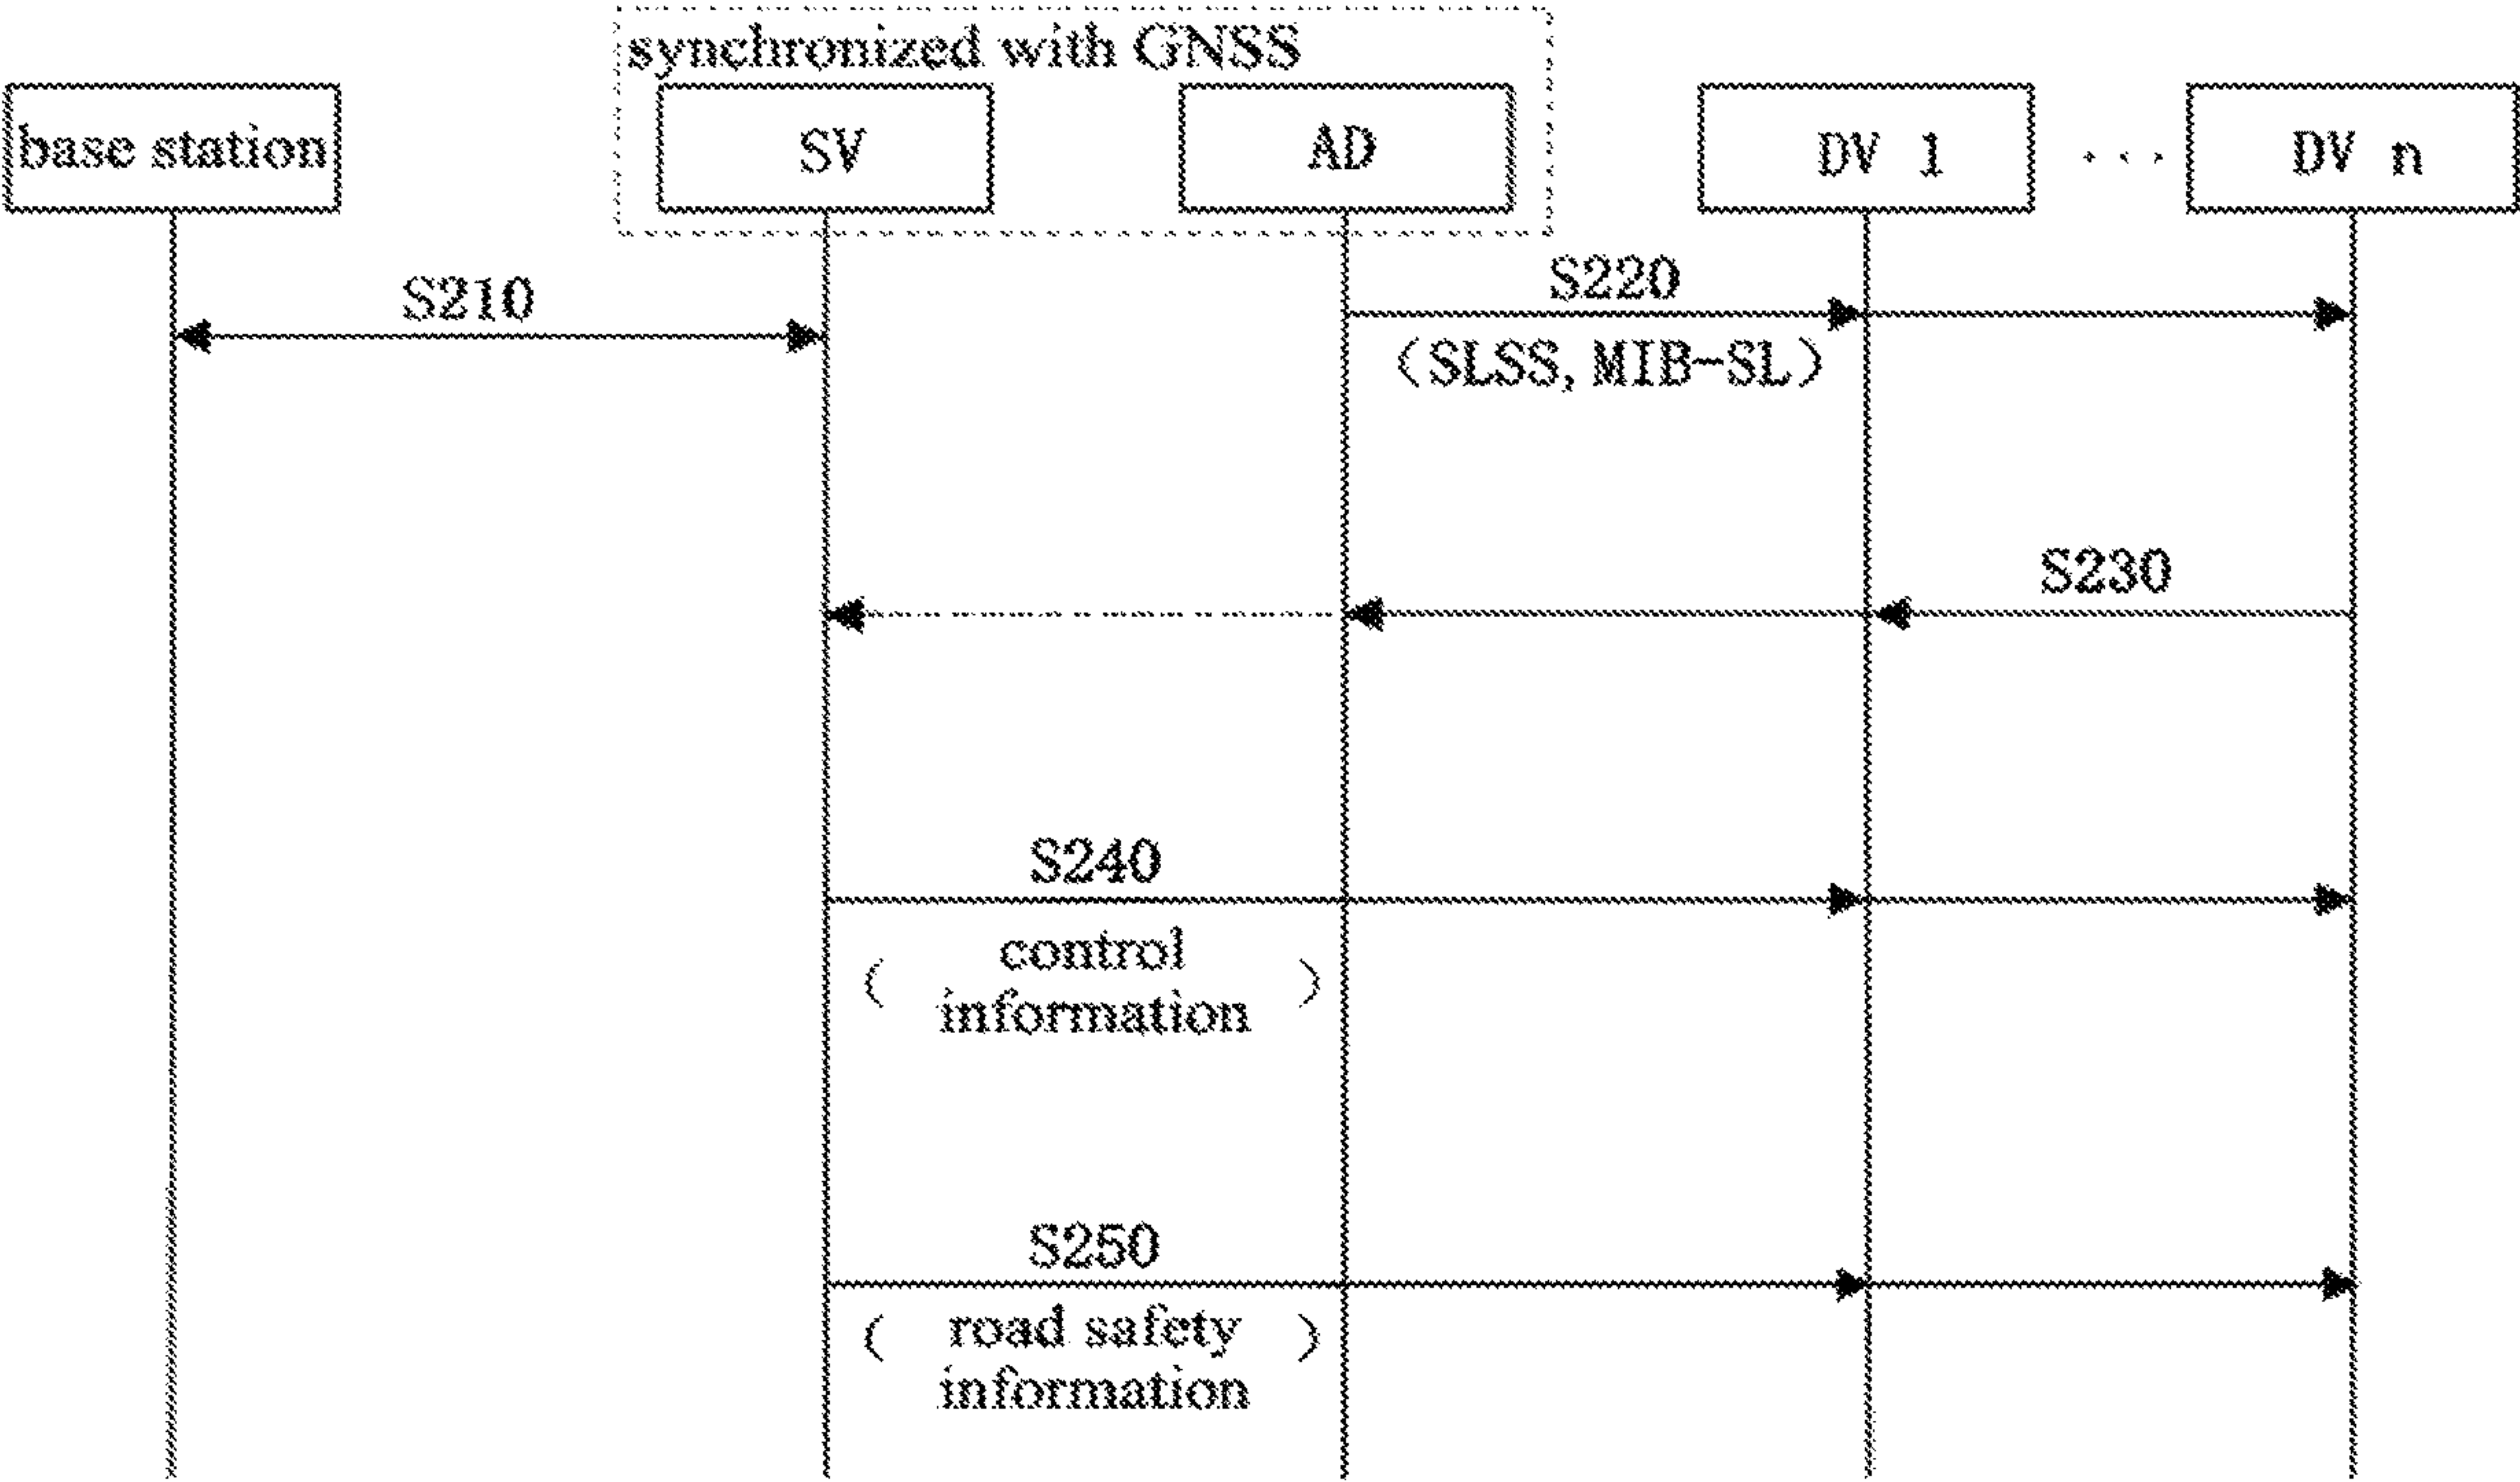 synchronized with GNSS
base station
SV
AD
DV 1
...
DV n
S210
S220
(SLSS, MIB-SL)
S230
S240
( control
information )
S250
( road safety
information )